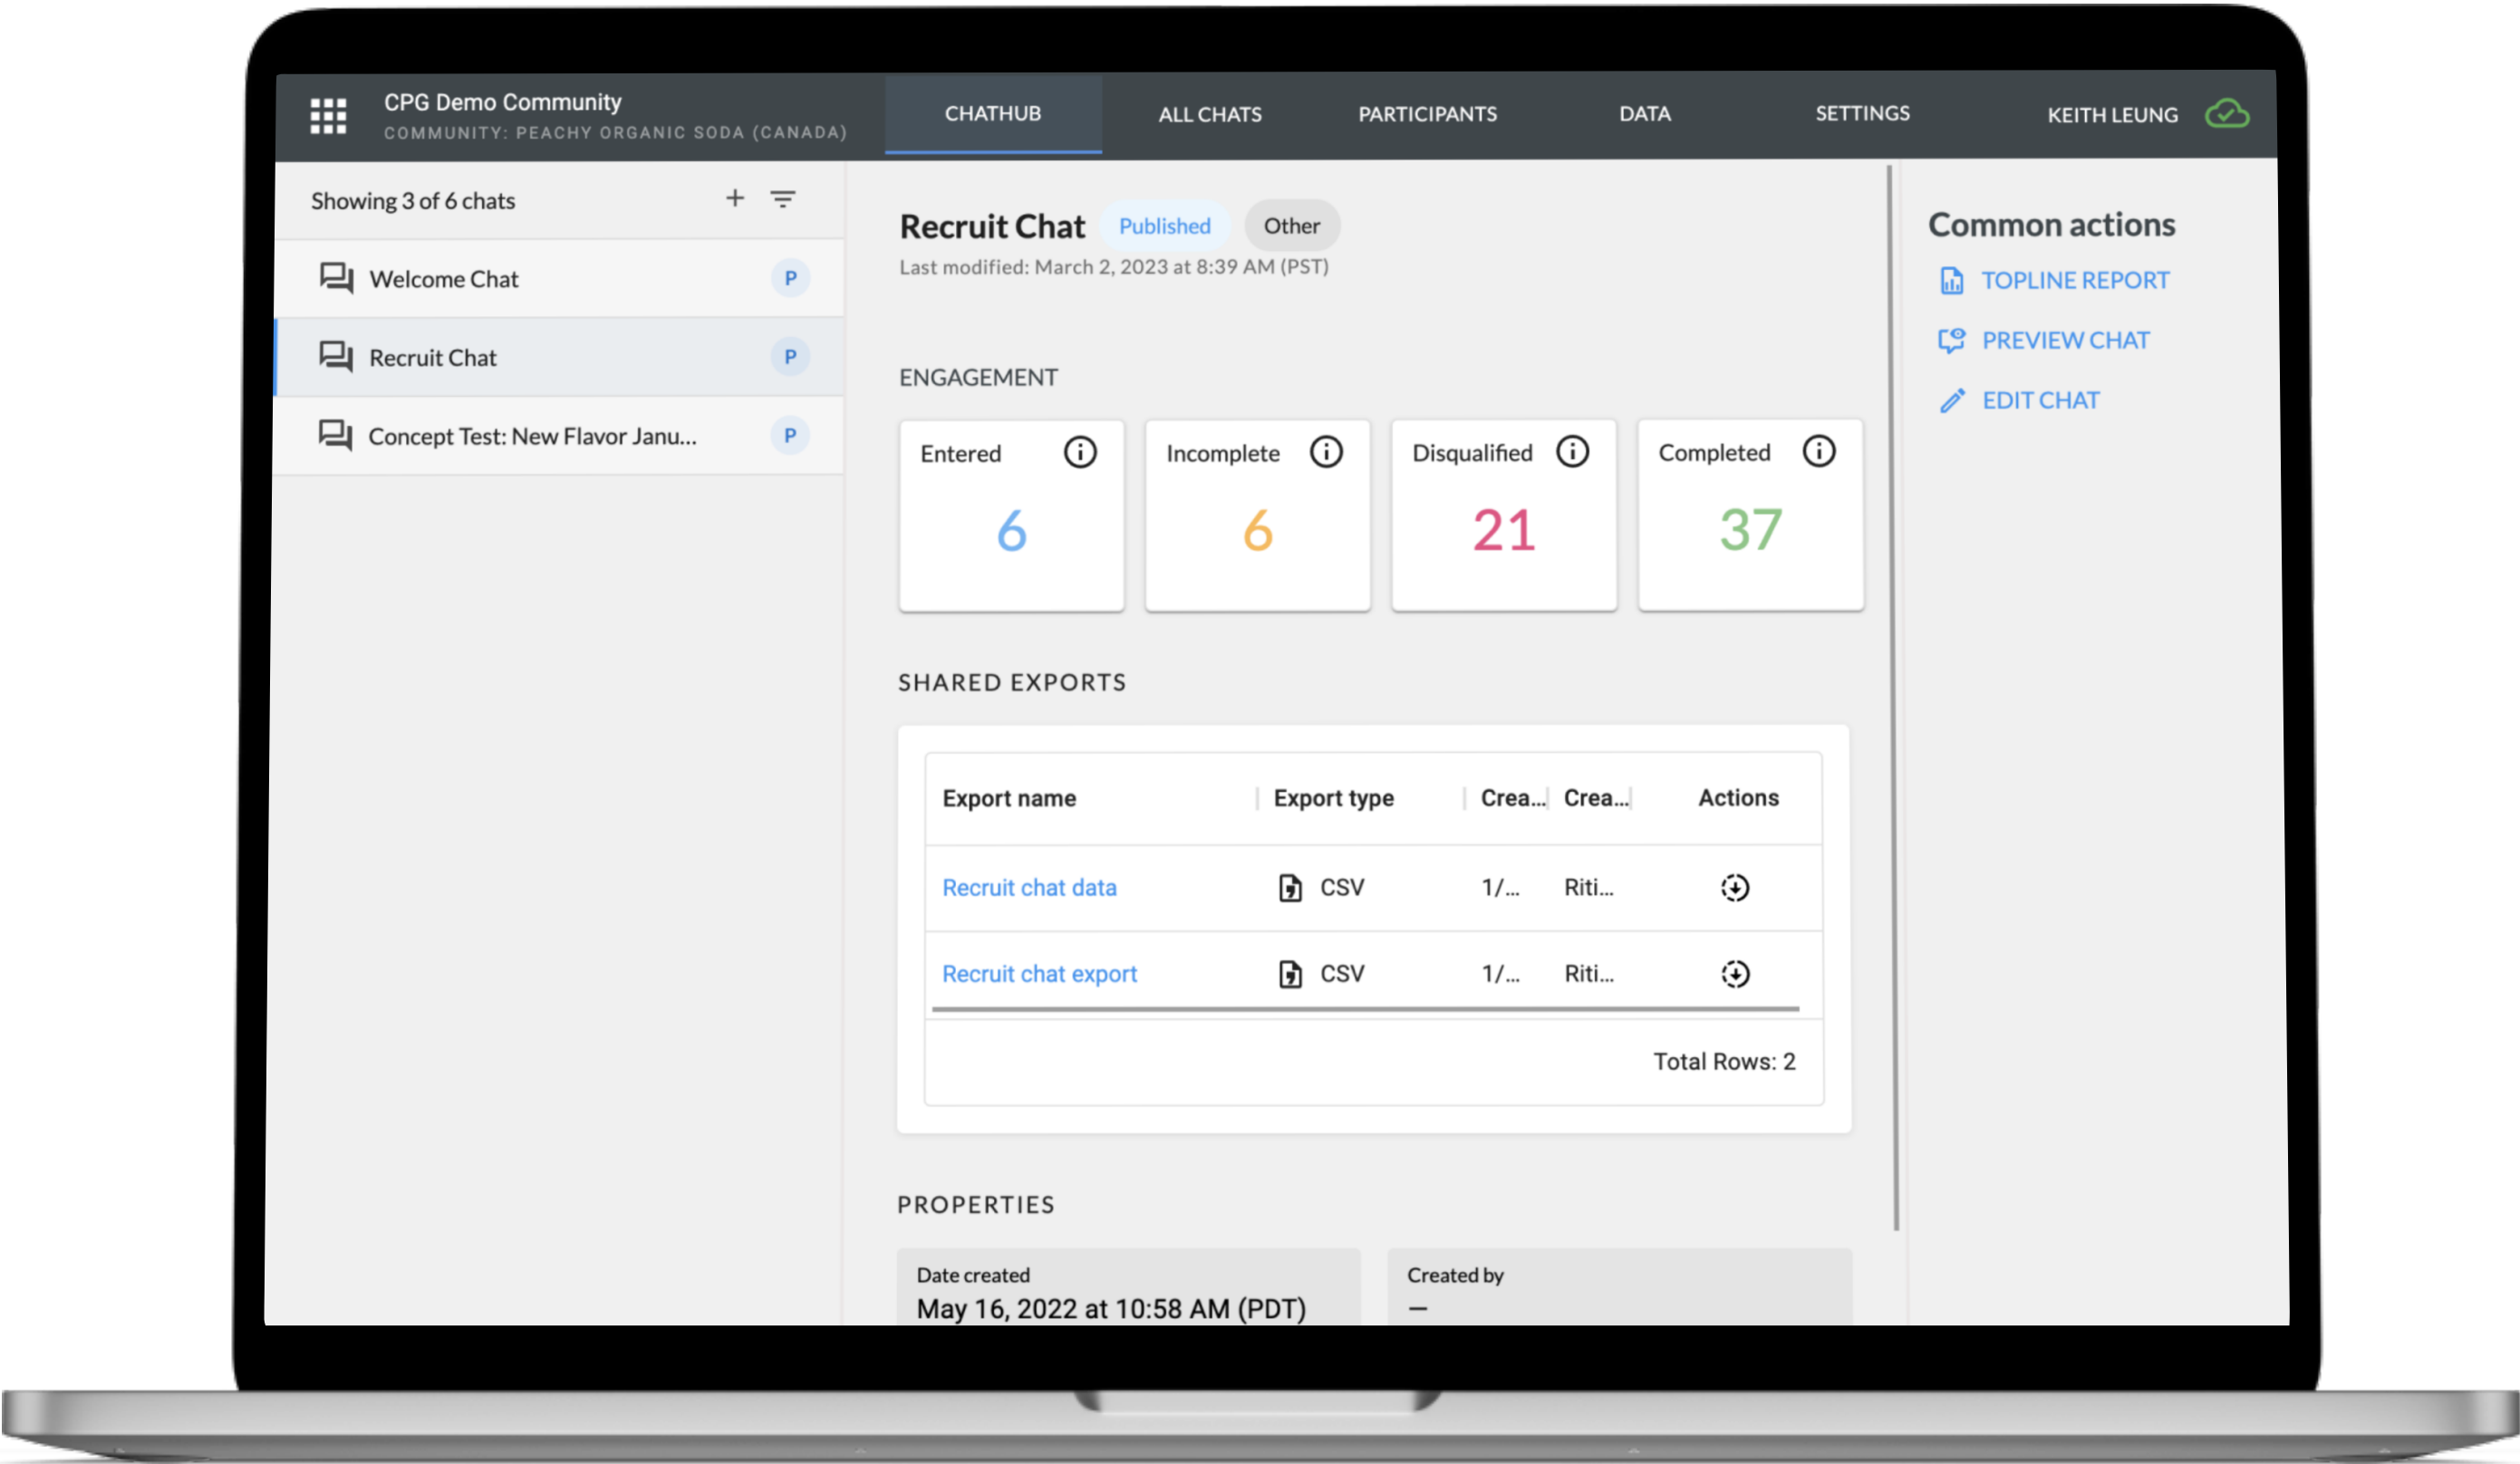 CPG Demo Community
COMMUNITY: PEACHY ORGANIC SODA (CANADA)
CHATHUB
ALL CHATS
PARTICIPANTS
DATA
SETTINGS
KEITH LEUNG
Showing 3 of 6 chats
Welcome Chat
P
Recruit Chat
P
Concept Test: New Flavor Janu...
P
Recruit Chat
Published
Other
Last modified: March 2, 2023 at 8:39 AM (PST)
ENGAGEMENT
Entered
6
Incomplete
6
Disqualified
21
Completed
37
SHARED EXPORTS
Export name
Export type
Crea...
Crea...
Actions
Recruit chat data
CSV
1/...
Riti...
Recruit chat export
CSV
1/...
Riti...
Total Rows: 2
PROPERTIES
Date created
May 16, 2022 at 10:58 AM (PDT)
Created by
—
Common actions
TOPLINE REPORT
PREVIEW CHAT
EDIT CHAT